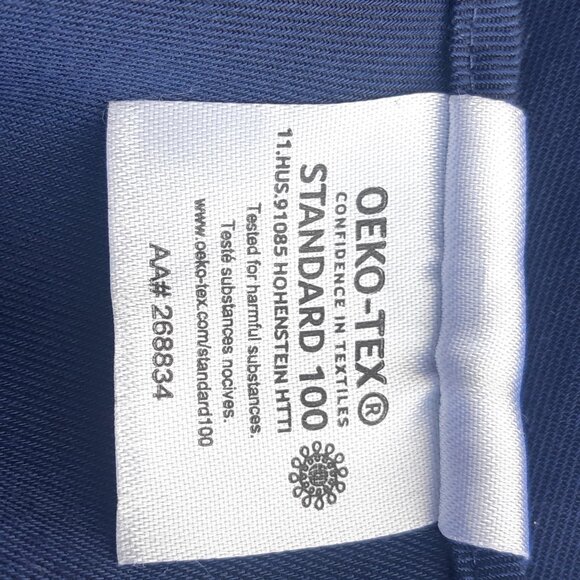 OEKO-TEX®
CONFIDENCE IN TEXTILES
STANDARD 100
11.HUS.91085 HOHENSTEIN HTTI
Tested for harmful substances.
Testé substances nocives.
www.oeko-tex.com/standard100
AA# 268834